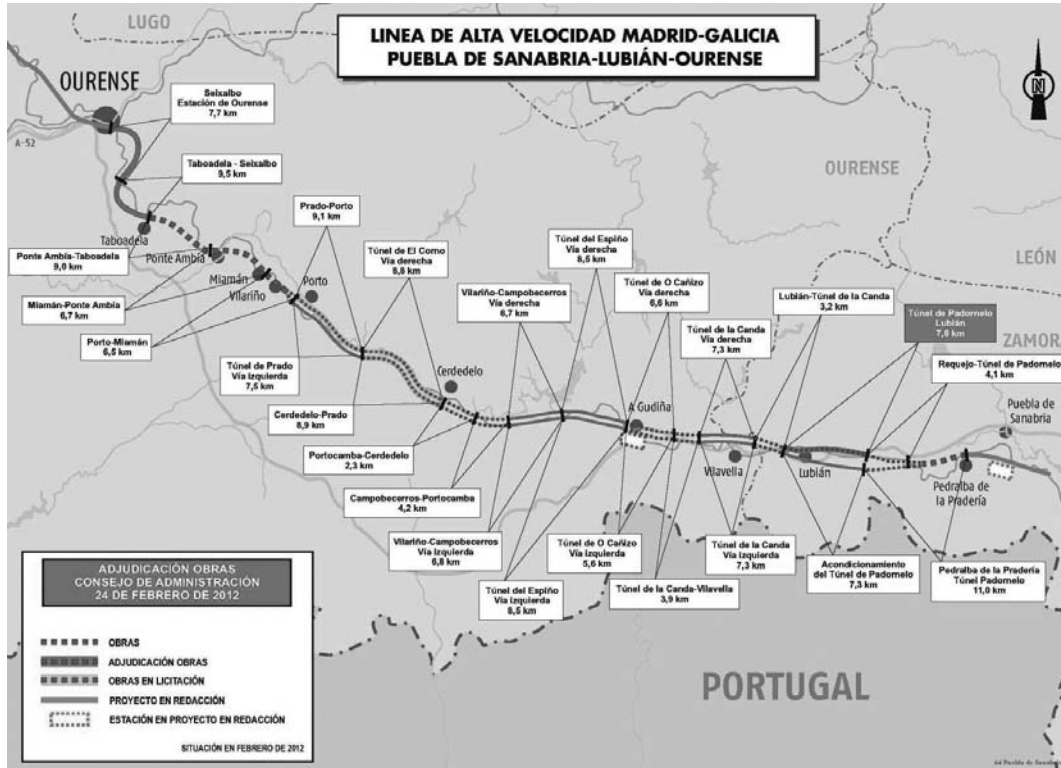 LINEA DE ALTA VELOCIDAD MADRID-GALICIA
PUEBLA DE SANABRIA-LUBIÁN-OURENSE
LUGO
OURENSE
N
Seixalbo
Estación de Ourense
7,7 km
A-52
OURENSE
Taboadela - Seixalbo
9,5 km
Prado-Porto
9,1 km
Taboadela
Túnel de El Corno
Vía derecha
8,8 km
Túnel del Espiño
Vía derecha
8,5 km
Ponte Ambía-Taboadela
9,0 km
Ponte Ambía
LEÓN
Túnel de O Cañizo
Vía derecha
6,6 km
Lubián-Túnel de la Canda
3,2 km
Miamán
Vilariño
Porto
Vilariño-Campobecerros
Vía derecha
6,7 km
Miamán-Ponte Ambía
6,7 km
Túnel de la Canda
Vía derecha
7,3 km
Túnel de Padornelo
Lubián
7,6 km
ZAMORA
Porto-Miamán
6,5 km
Túnel de Prado
Vía izquierda
7,5 km
Requejo-Túnel de Padornelo
4,1 km
Cerdedelo
Cerdedelo-Prado
8,9 km
A Gudiña
Puebla de
Sanabria
Portocamba-Cerdedelo
2,3 km
Vilavella
Lubián
Pedralba de
la Pradería
Campobecerros-Portocamba
4,2 km
Vilariño-Campobecerros
Vía Izquierda
6,8 km
Túnel de O Cañizo
Vía izquierda
5,6 km
Túnel de la Canda
Vía izquierda
7,3 km
Acondicionamiento
del Túnel de Padornelo
7,3 km
Pedralba de la Pradería
Túnel Padornelo
11,0 km
Túnel del Espiño
Vía izquierda
8,5 km
Túnel de la Canda-Vilavella
3,9 km
ADJUDICACIÓN OBRAS
CONSEJO DE ADMINISTRACIÓN
24 DE FEBRERO DE 2012
OBRAS
ADJUDICACIÓN OBRAS
OBRAS EN LICITACIÓN
PROYECTO EN REDACCIÓN
ESTACIÓN EN PROYECTO EN REDACCIÓN
SITUACIÓN EN FEBRERO DE 2012
PORTUGAL